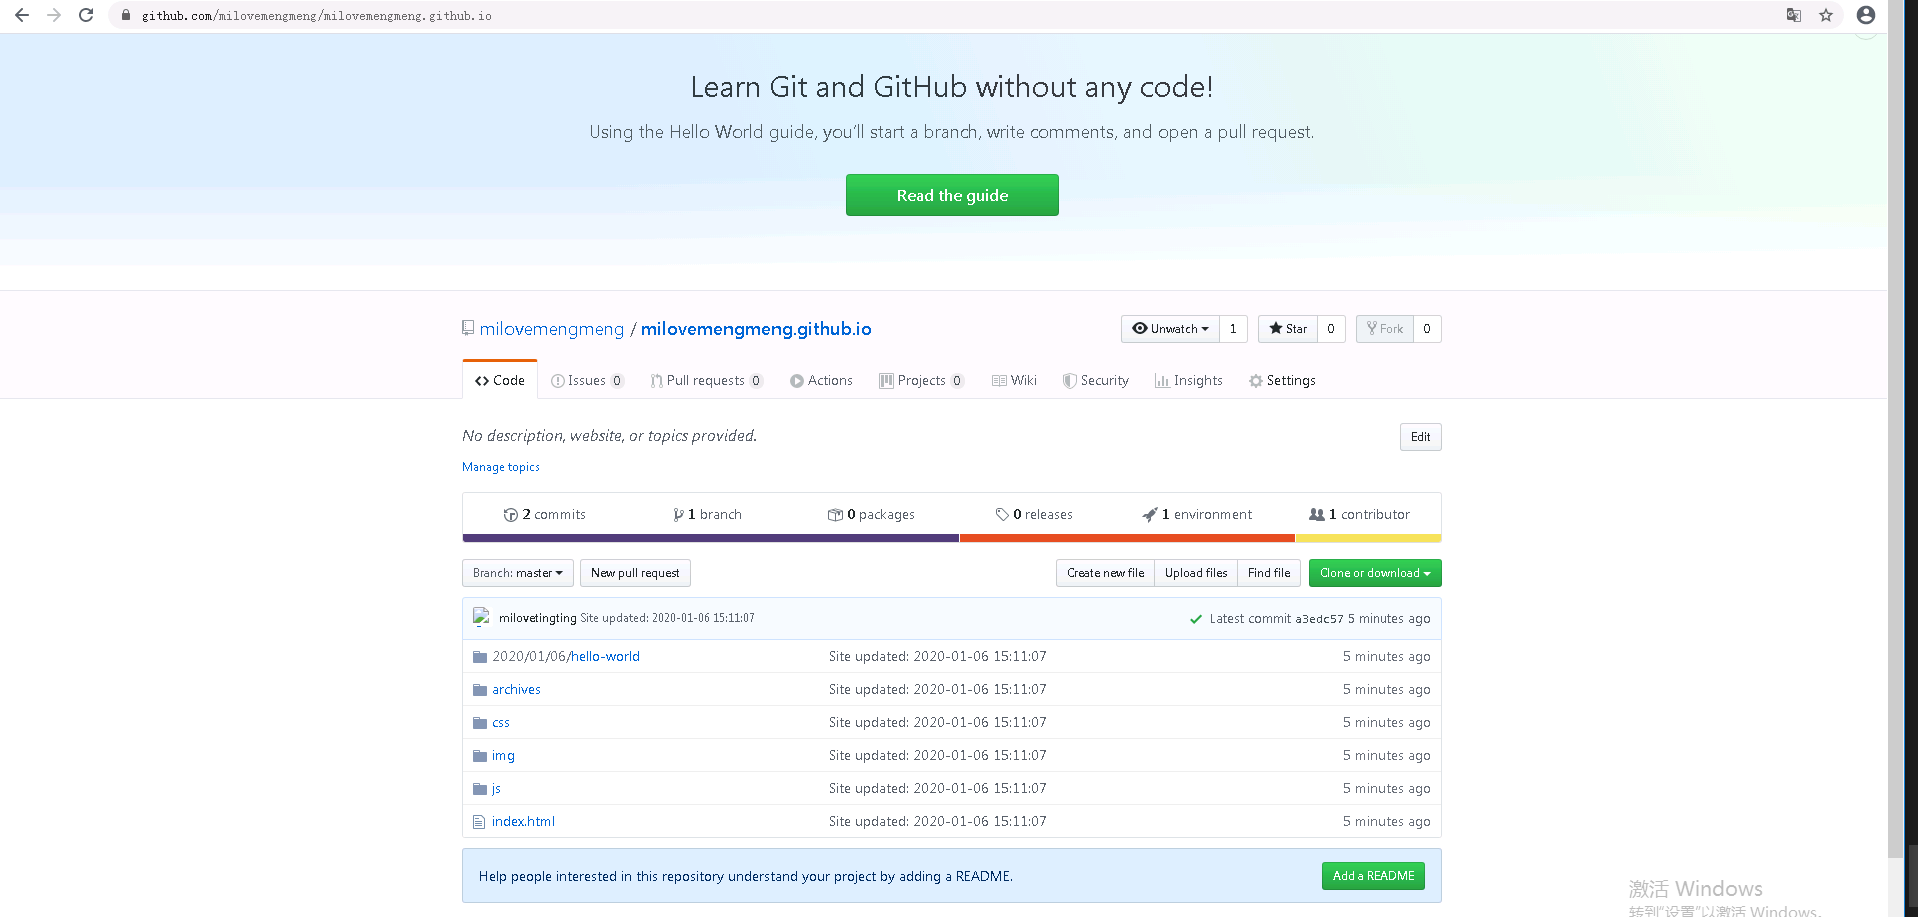 github.com/milovemengmeng/milovemengmeng.github.io
Learn Git and GitHub without any code!
Using the Hello World guide, you'll start a branch, write comments, and open a pull request.
Read the guide
milovemengmeng / milovemengmeng.github.io
Unwatch 1 Star 0 Fork 0
Code Issues 0 Pull requests 0 Actions Projects 0 Wiki Security Insights Settings
No description, website, or topics provided. Edit
Manage topics
2 commits 1 branch 0 packages 0 releases 1 environment 1 contributor
Branch: master New pull request Create new file Upload files Find file Clone or download
milovetingting Site updated: 2020-01-06 15:11:07 Latest commit a3edc57 5 minutes ago
2020/01/06/hello-world Site updated: 2020-01-06 15:11:07 5 minutes ago
archives Site updated: 2020-01-06 15:11:07 5 minutes ago
css Site updated: 2020-01-06 15:11:07 5 minutes ago
img Site updated: 2020-01-06 15:11:07 5 minutes ago
js Site updated: 2020-01-06 15:11:07 5 minutes ago
index.html Site updated: 2020-01-06 15:11:07 5 minutes ago
Help people interested in this repository understand your project by adding a README. Add a README
激活 Windows
转到"设置"以激活 Windows。